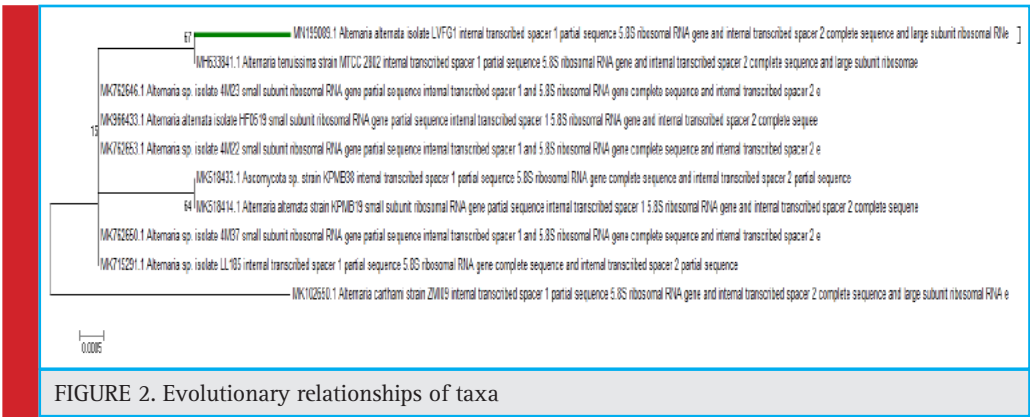 67
MN199089.1 Alternaria alternata isolate LVFG1 internal transcribed spacer 1 partial sequence 5.8S ribosomal RNA gene and internal transcribed spacer 2 complete sequence and large subunit ribosomal RNAe
MH633841.1 Alternaria tenuissima strain MTCC 2802 internal transcribed spacer 1 partial sequence 5.8S ribosomal RNA gene and internal transcribed spacer 2 complete sequence and large subunit ribosomae
MK762646.1 Alternaria sp. isolate 4M23 small subunit ribosomal RNA gene partial sequence internal transcribed spacer 1 and 5.8S ribosomal RNA gene complete sequence and internal transcribed spacer 2 e
15
MK966433.1 Alternaria alternata isolate HF0619 small subunit ribosomal RNA gene partial sequence internal transcribed spacer 1 5.8S ribosomal RNA gene and internal transcribed spacer 2 complete sequee
MK762653.1 Alternaria sp. isolate 4M22 small subunit ribosomal RNA gene partial sequence internal transcribed spacer 1 and 5.8S ribosomal RNA gene complete sequence and internal transcribed spacer 2 e
MK518433.1 Ascomycota sp. strain KPMB38 internal transcribed spacer 1 partial sequence 5.8S ribosomal RNA gene complete sequence and internal transcribed spacer 2 partial sequence
64
MK518414.1 Alternaria alternata strain KPMB19 small subunit ribosomal RNA gene partial sequence internal transcribed spacer 1 5.8S ribosomal RNA gene and internal transcribed spacer 2 complete sequene
MK762650.1 Alternaria sp. isolate 4M37 small subunit ribosomal RNA gene partial sequence internal transcribed spacer 1 and 5.8S ribosomal RNA gene complete sequence and internal transcribed spacer 2 e
MK715291.1 Alternaria sp. isolate LL185 internal transcribed spacer 1 partial sequence 5.8S ribosomal RNA gene complete sequence and internal transcribed spacer 2 partial sequence
MK102650.1 Alternaria carthami strain ZMII9 internal transcribed spacer 1 partial sequence 5.8S ribosomal RNA gene and internal transcribed spacer 2 complete sequence and large subunit ribosomal RNA e
0.0005
FIGURE 2. Evolutionary relationships of taxa